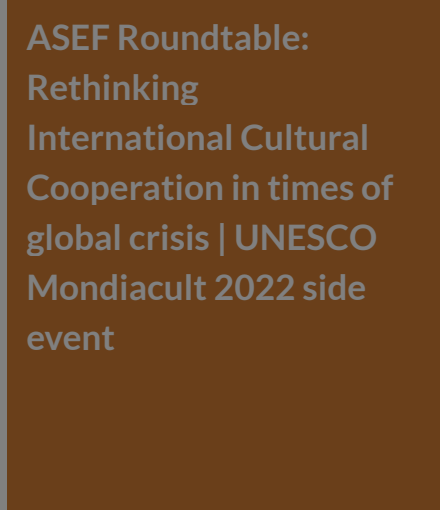 ASEF Roundtable:
Rethinking
International Cultural
Cooperation in times of
global crisis | UNESCO
Mondiacult 2022 side
event